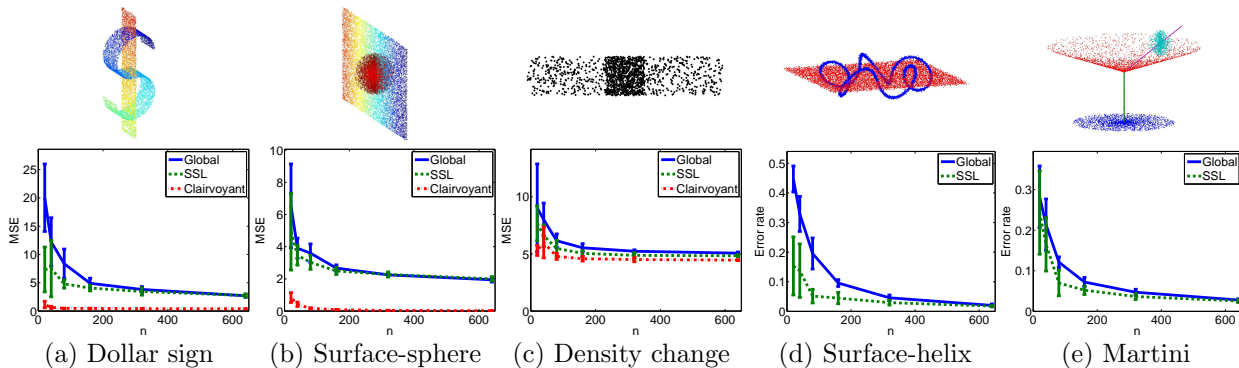 25
20
15
10
5
0
MSE
0
200
400
600
n
Global
SSL
Clairvoyant
(a) Dollar sign
10
8
6
4
2
0
MSE
0
200
400
600
n
Global
SSL
Clairvoyant
(b) Surface-sphere
10
5
0
MSE
0
200
400
600
n
Global
SSL
Clairvoyant
(c) Density change
0.5
0.4
0.3
0.2
0.1
0
Error rate
0
200
400
600
n
Global
SSL
(d) Surface-helix
0.3
0.2
0.1
0
Error rate
0
200
400
600
n
Global
SSL
(e) Martini